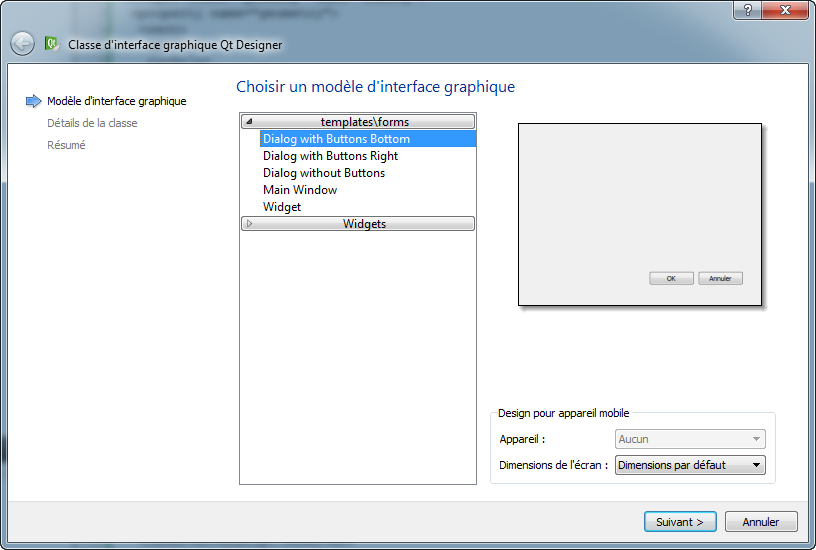 Classe d'interface graphique Qt Designer
Modèle d'interface graphique
Détails de la classe
Résumé
Choisir un modèle d'interface graphique
templates\forms
Dialog with Buttons Bottom
Dialog with Buttons Right
Dialog without Buttons
Main Window
Widget
Widgets
OK Annuler
Design pour appareil mobile
Appareil : Aucun
Dimensions de l'écran : Dimensions par défaut
Suivant > Annuler